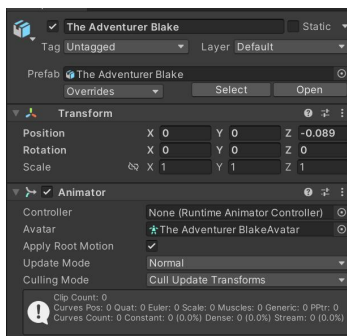 The Adventurer Blake Static
Tag Untagged Layer Default
Prefab The Adventurer Blake
Overrides Select Open
Transform
Position X 0 Y 0 Z -0.089
Rotation X 0 Y 0 Z 0
Scale X 1 Y 1 Z 1
Animator
Controller None (Runtime Animator Controller)
Avatar The Adventurer BlakeAvatar
Apply Root Motion
Update Mode Normal
Culling Mode Cull Update Transforms
Clip Count: 0
Curves Pos: 0 Quat: 0 Euler: 0 Scale: 0 Muscles: 0 Generic: 0 PPtr: 0
Curves Count: 0 Constant: 0 (0.0%) Dense: 0 (0.0%) Stream: 0 (0.0%)